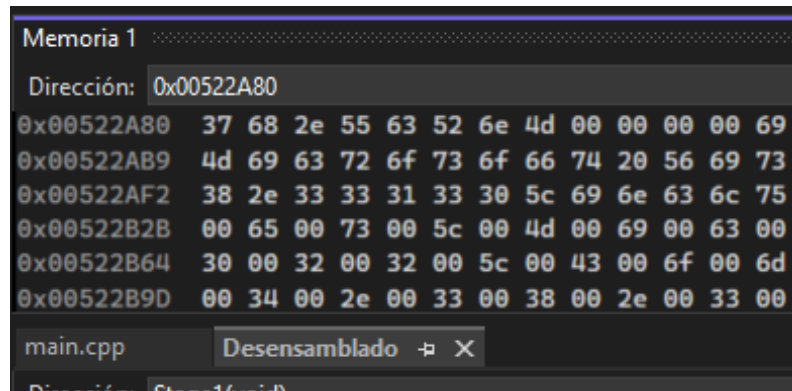 Memoria 1
Dirección: 0x00522A80
0x00522A80 37 68 2e 55 63 52 6e 4d 00 00 00 00 69
0x00522AB9 4d 69 63 72 6f 73 6f 66 74 20 56 69 73
0x00522AF2 38 2e 33 33 31 33 30 5c 69 6e 63 6c 75
0x00522B2B 00 65 00 73 00 5c 00 4d 00 69 00 63 00
0x00522B64 30 00 32 00 32 00 5c 00 43 00 6f 00 6d
0x00522B9D 00 34 00 2e 00 33 00 38 00 2e 00 33 00
main.cpp Desensamblado
Dirección: Stage1(void)